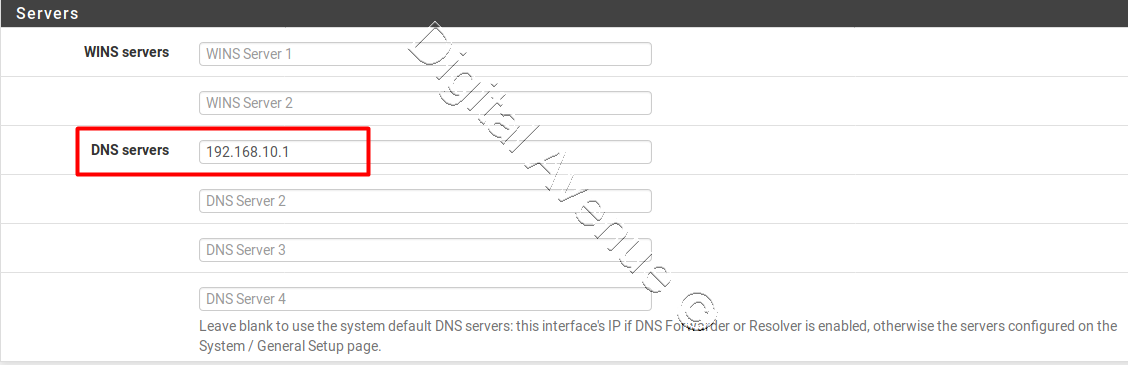 Servers
WINS servers
WINS Server 1
WINS Server 2
DNS servers
192.168.10.1
DNS Server 2
DNS Server 3
DNS Server 4
Leave blank to use the system default DNS servers: this interface's IP if DNS Forwarder or Resolver is enabled, otherwise the servers configured on the
System / General Setup page.
Digital Avenue ©